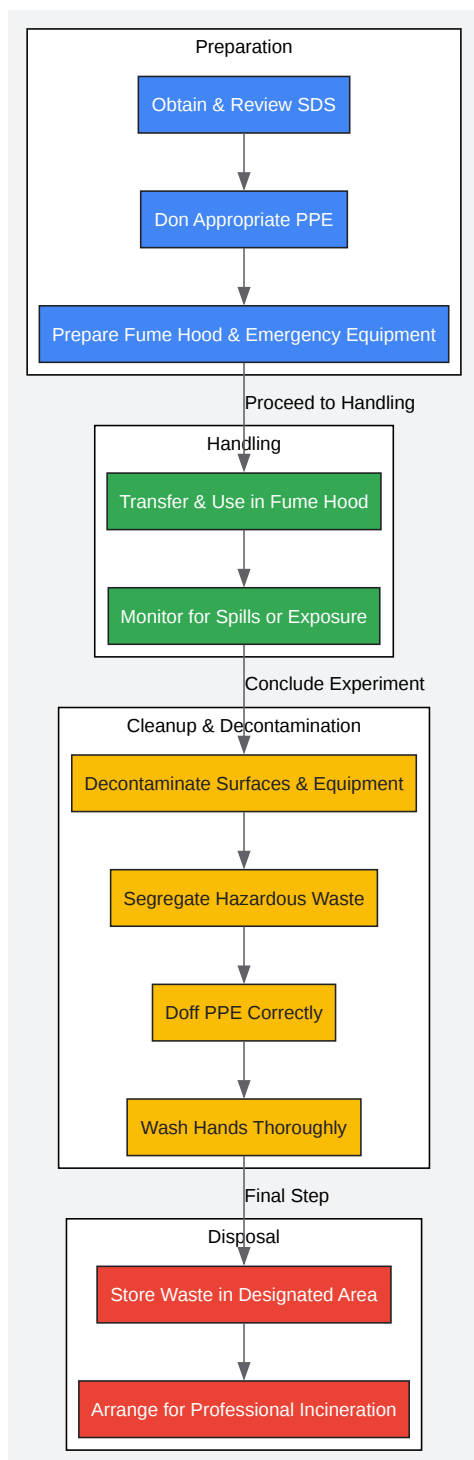 Preparation
Obtain & Review SDS
Don Appropriate PPE
Prepare Fume Hood & Emergency Equipment
Proceed to Handling
Handling
Transfer & Use in Fume Hood
Monitor for Spills or Exposure
Conclude Experiment
Cleanup & Decontamination
Decontaminate Surfaces & Equipment
Segregate Hazardous Waste
Doff PPE Correctly
Wash Hands Thoroughly
Final Step
Disposal
Store Waste in Designated Area
Arrange for Professional Incineration